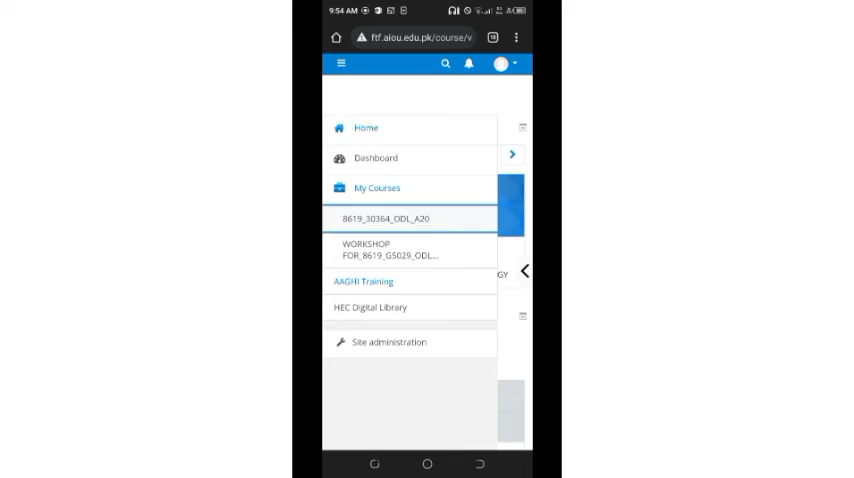 9:54 AM
ftf.aiou.edu.pk/course/v
Home
Dashboard
My Courses
8619_30364_ODL_A20
WORKSHOP
FOR_8619_G5029_ODL...
GY
AAGHI Training
HEC Digital Library
Site administration